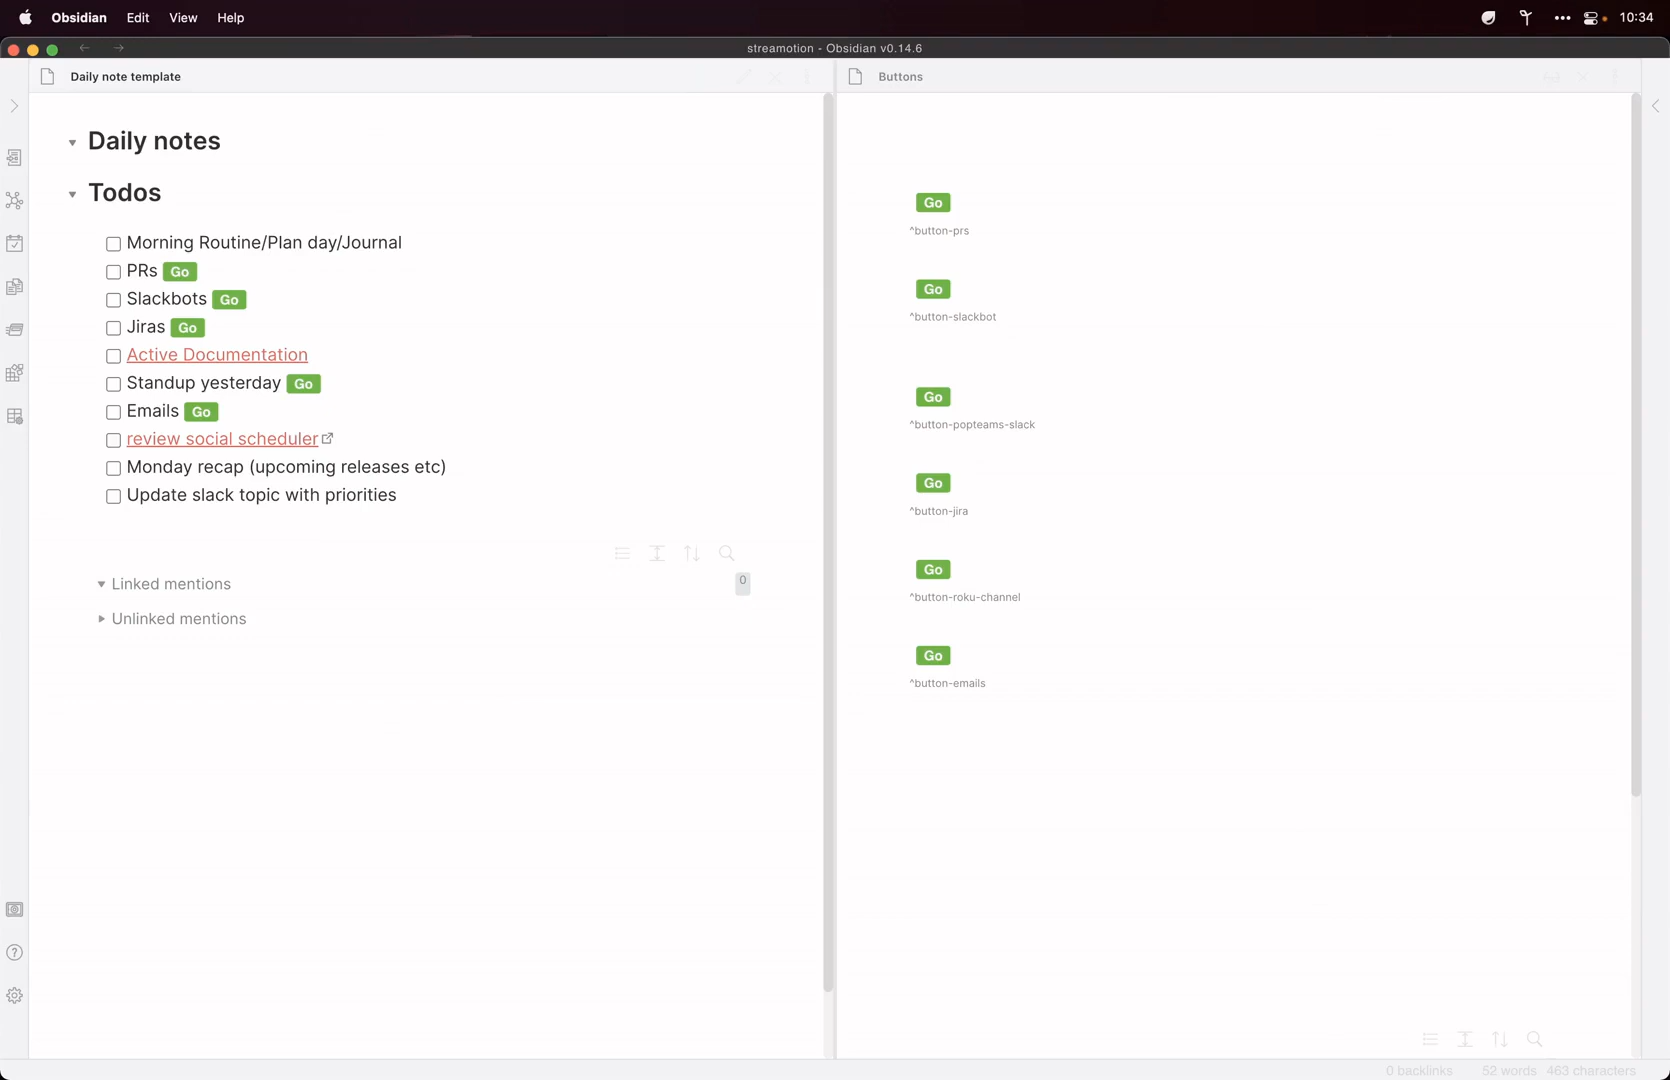 Obsidian Edit View Help 10:34
streamotion - Obsidian v0.14.6
Daily note template
Daily notes
Todos
Morning Routine/Plan day/Journal
PRs Go
Slackbots Go
Jiras Go
Active Documentation
Standup yesterday Go
Emails Go
review social scheduler
Monday recap (upcoming releases etc)
Update slack topic with priorities
Linked mentions 0
Unlinked mentions
Buttons
Go
^button-prs
Go
^button-slackbot
Go
^button-popteams-slack
Go
^button-jira
Go
^button-roku-channel
Go
^button-emails
0 backlinks 52 words 463 characters